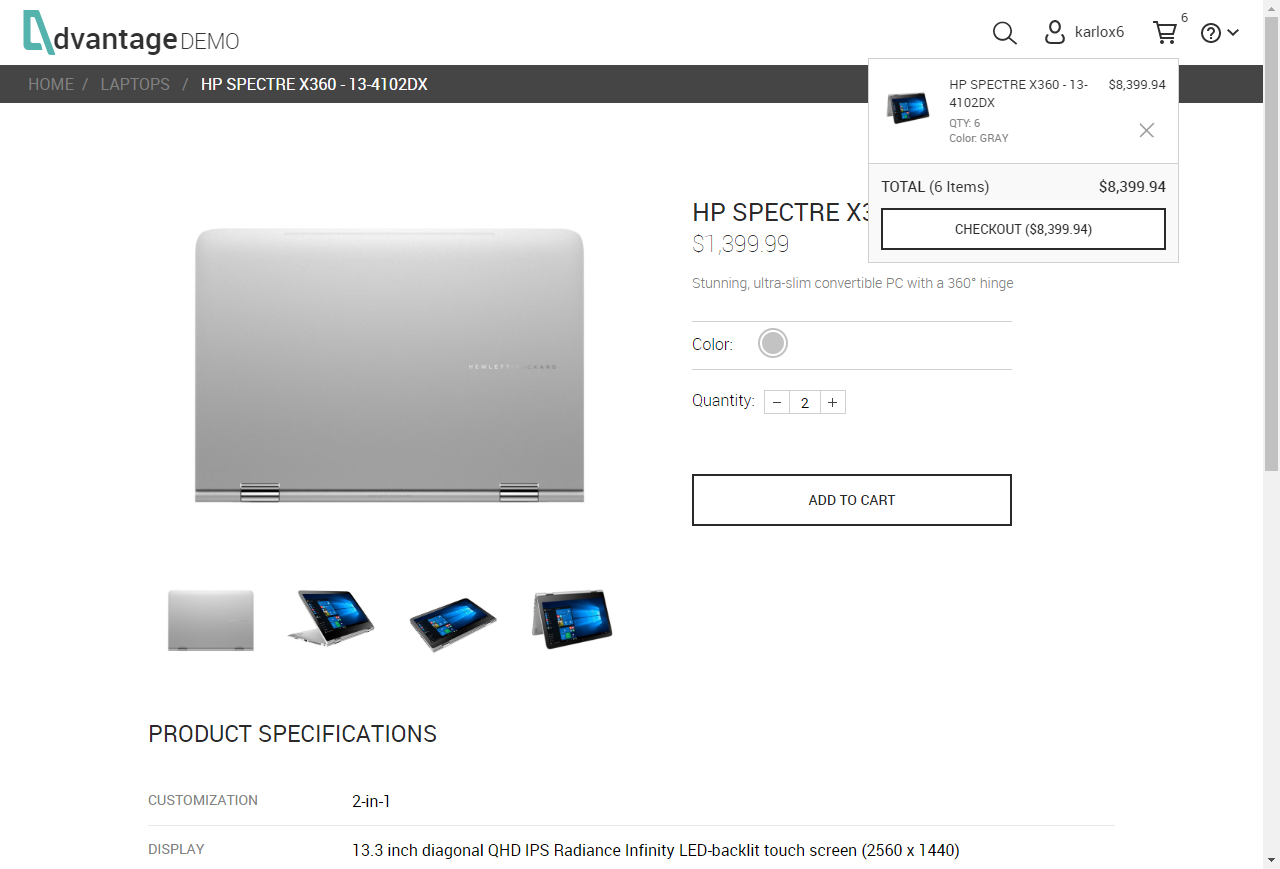 dvantage DEMO
karlox6
6
HOME / LAPTOPS / HP SPECTRE X360 - 13-4102DX
HP SPECTRE X360 - 13-
4102DX
$8,399.94
QTY: 6
Color: GRAY
TOTAL (6 Items) $8,399.94
CHECKOUT ($8,399.94)
HP SPECTRE X3
$1,399.99
Stunning, ultra-slim convertible PC with a 360° hinge
Color:
Quantity: − 2 +
ADD TO CART
PRODUCT SPECIFICATIONS
CUSTOMIZATION 2-in-1
DISPLAY 13.3 inch diagonal QHD IPS Radiance Infinity LED-backlit touch screen (2560 x 1440)